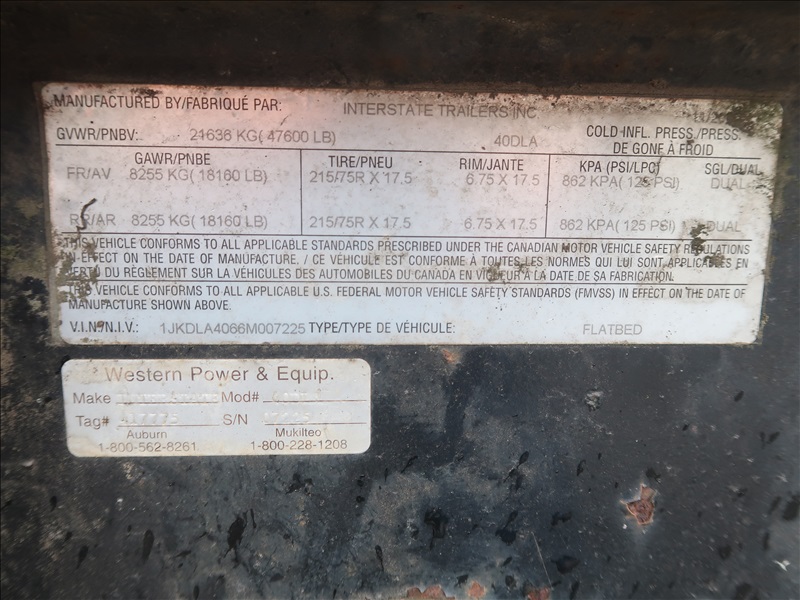 MANUFACTURED BY/FABRIQUÉ PAR: INTERSTATE TRAILERS INC
GVWR/PNBV: 21636 KG( 47600 LB) 40DLA COLD INFL. PRESS./PRESS. DE GONE À FROID
GAWR/PNBE TIRE/PNEU RIM/JANTE KPA (PSI/LPC) SGL/DUAL
FR/AV 8255 KG( 18160 LB) 215/75R X 17.5 6.75 X 17.5 862 KPA( 125 PSI) DUAL
RR/AR 8255 KG( 18160 LB) 215/75R X 17.5 6.75 X 17.5 862 KPA( 125 PSI) DUAL
THIS VEHICLE CONFORMS TO ALL APPLICABLE STANDARDS PRESCRIBED UNDER THE CANADIAN MOTOR VEHICLE SAFETY REGULATIONS
IN EFFECT ON THE DATE OF MANUFACTURE. / CE VÉHICULE EST CONFORME À TOUTES LES NORMES QUI LUI SONT APPLICABLES EN
VERTU DU RÈGLEMENT SUR LA VÉHICULES DES AUTOMOBILES DU CANADA EN VIGUEUR À LA DATE DE SA FABRICATION.
THIS VEHICLE CONFORMS TO ALL APPLICABLE U.S. FEDERAL MOTOR VEHICLE SAFETY STANDARDS (FMVSS) IN EFFECT ON THE DATE OF
MANUFACTURE SHOWN ABOVE.
V.I.N./N.I.V.: 1JKDLA4066M007225 TYPE/TYPE DE VÉHICULE: FLATBED
Western Power & Equip.
Make Mod#
Tag# S/N
Auburn Mukilteo
1-800-562-8261 1-800-228-1208